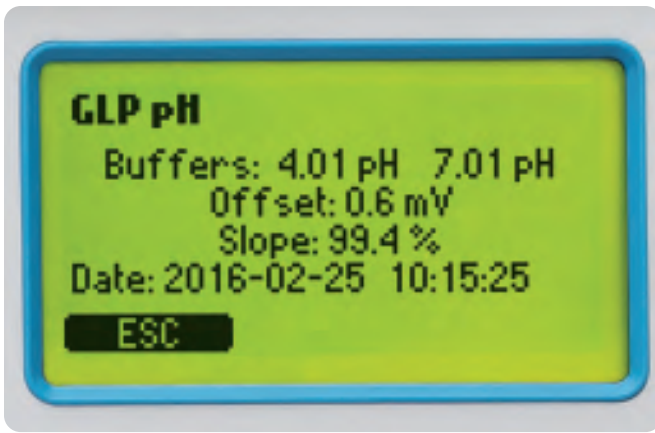 GLP pH
Buffers: 4.01 pH 7.01 pH
Offset: 0.6 mV
Slope: 99.4 %
Date: 2016-02-25 10:15:25
ESC